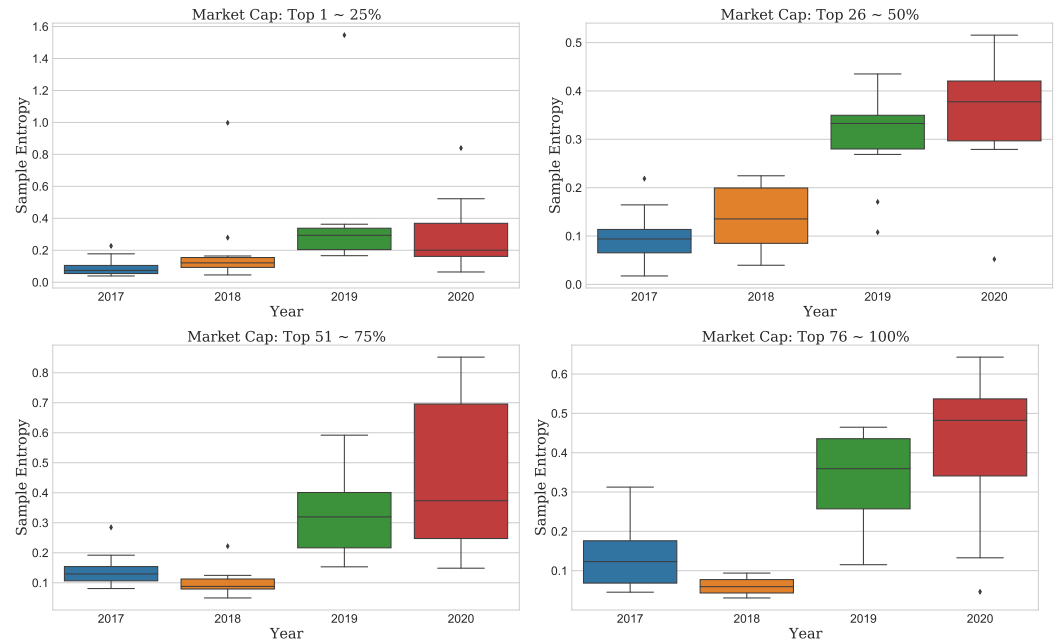 Market Cap: Top 1 ~ 25%
Sample Entropy
1.6
1.4
1.2
1.0
0.8
0.6
0.4
0.2
0.0
2017 2018 2019 2020
Year
Market Cap: Top 26 ~ 50%
Sample Entropy
0.5
0.4
0.3
0.2
0.1
0.0
2017 2018 2019 2020
Year
Market Cap: Top 51 ~ 75%
Sample Entropy
0.8
0.7
0.6
0.5
0.4
0.3
0.2
0.1
2017 2018 2019 2020
Year
Market Cap: Top 76 ~ 100%
Sample Entropy
0.6
0.5
0.4
0.3
0.2
0.1
2017 2018 2019 2020
Year